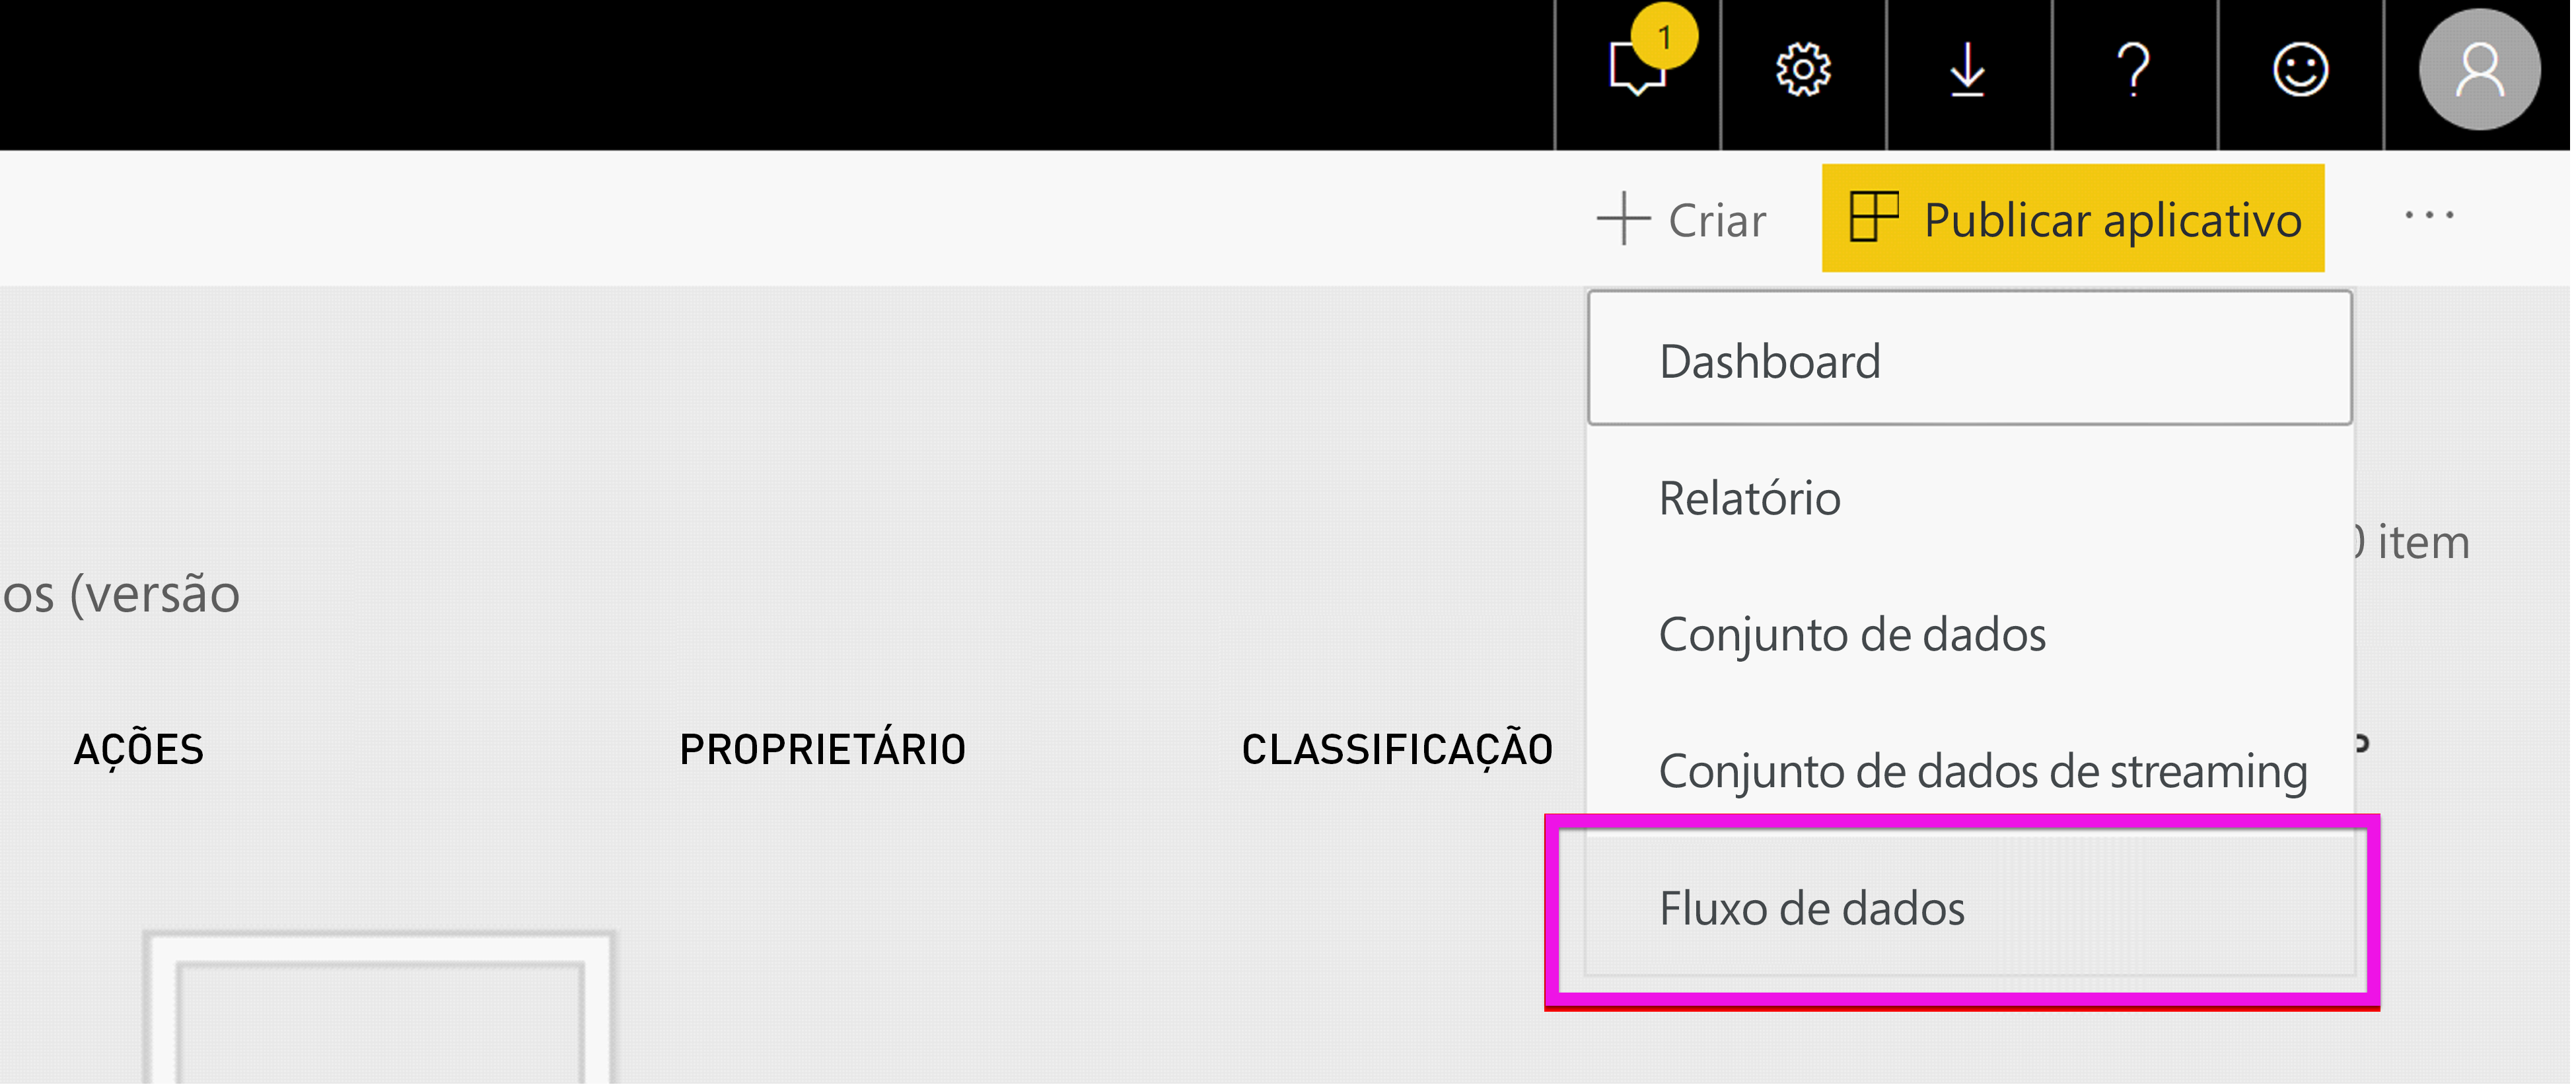 1
Criar
Publicar aplicativo
Dashboard
Relatório
item
os (versão
Conjunto de dados
AÇÕES
PROPRIETÁRIO
CLASSIFICAÇÃO
Conjunto de dados de streaming
Fluxo de dados